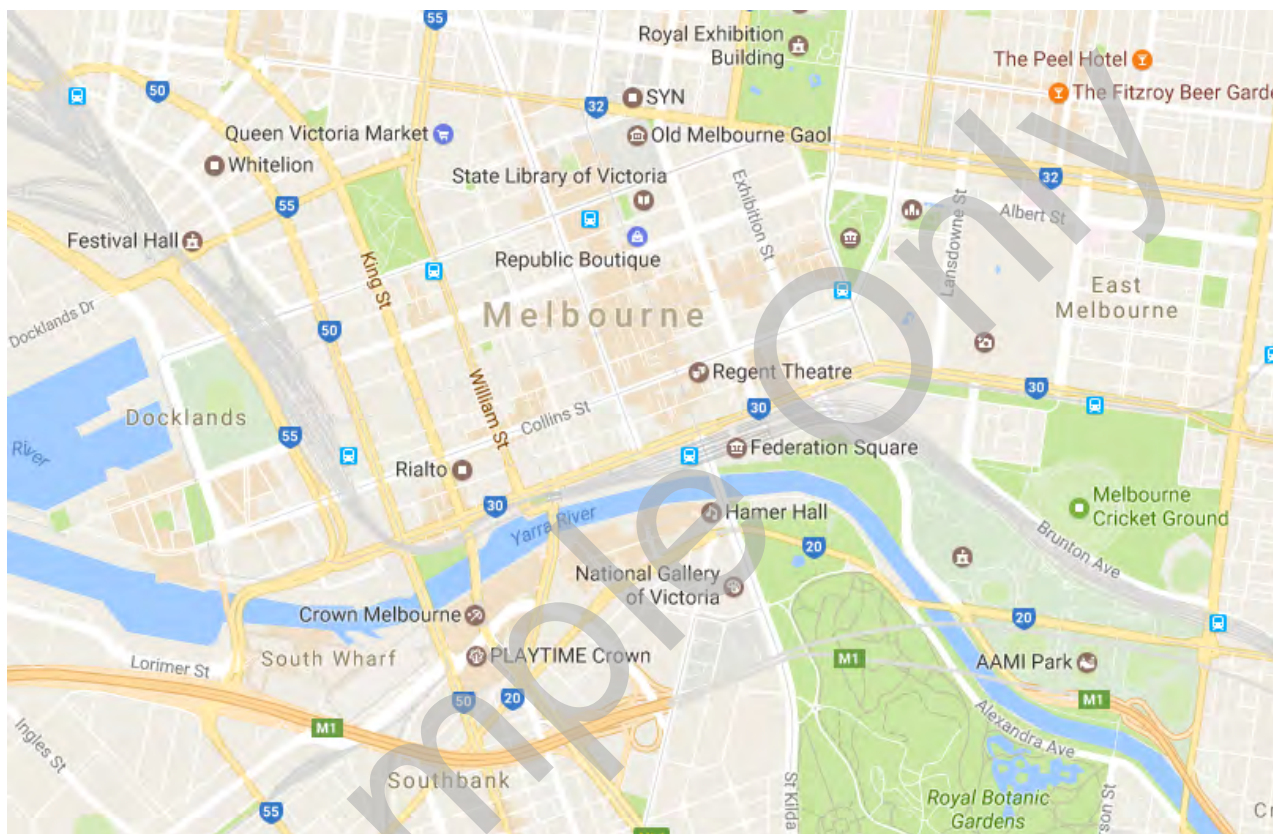 55
Royal Exhibition
Building
The Peel Hotel
The Fitzroy Beer Garde
50
32
SYN
Queen Victoria Market
Old Melbourne Gaol
Whitelion
State Library of Victoria
Exhibition St
32
55
Albert St
Lansdowne St
Festival Hall
Republic Boutique
King St
East
Melbourne
Docklands Dr
Melbourne
50
Regent Theatre
William St
30
Collins St
30
Docklands
55
River
Federation Square
Rialto
30
Melbourne
Cricket Ground
Yarra River
Hamer Hall
20
Brunton Ave
National Gallery
of Victoria
Crown Melbourne
20
Lorimer St
South Wharf
PLAYTIME Crown
M1
AAMI Park
50
20
M1
M1
Alexandra Ave
Ingles St
Southbank
St Kilda
Royal Botanic
Gardens
son St
55
Cr
mple Only